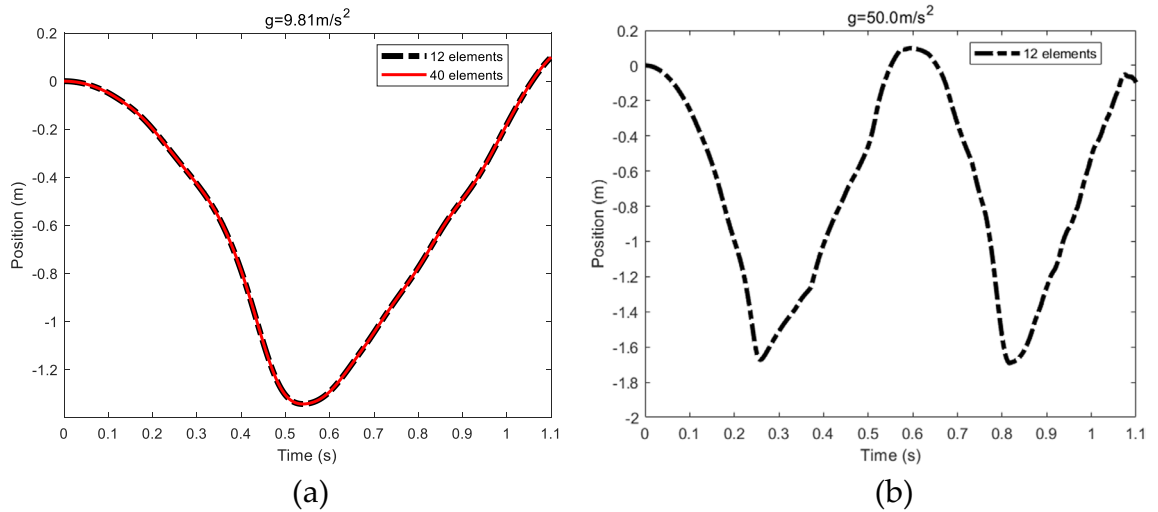 g=9.81m/s²
0.2
0
-0.2
-0.4
-0.6
-0.8
-1
-1.2
Position (m)
12 elements
40 elements
0 0.1 0.2 0.3 0.4 0.5 0.6 0.7 0.8 0.9 1 1.1
Time (s)
(a)
g=50.0m/s²
0.2
0
-0.2
-0.4
-0.6
-0.8
-1
-1.2
-1.4
-1.6
-1.8
-2
Position (m)
12 elements
0 0.1 0.2 0.3 0.4 0.5 0.6 0.7 0.8 0.9 1 1.1
Time (s)
(b)